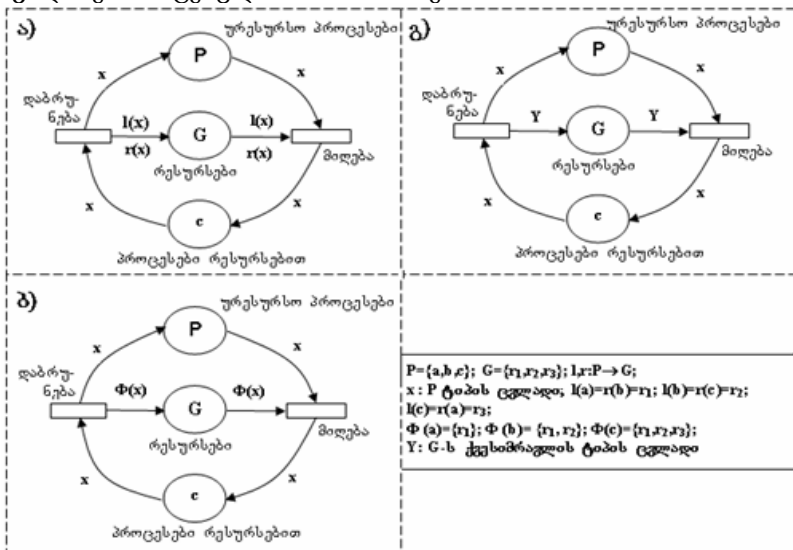 ა)
ურესურსო პროცესები
P
x
x
დაბრუ-
ნება
l(x)
l(x)
G
r(x)
r(x)
რესურსები
მიღება
x
x
c
პროცესები რესურსებით
გ)
ურესურსო პროცესები
P
x
x
დაბრუ-
ნება
Y
Y
G
რესურსები
მიღება
x
x
c
პროცესები რესურსებით
ბ)
ურესურსო პროცესები
P
x
x
დაბრუ-
ნება
Φ(x)
Φ(x)
G
რესურსები
მიღება
x
x
c
პროცესები რესურსებით
P={a,b,c}; G={r₁,r₂,r₃}; l,r:P→G;
x : P ტიპის ცვლადი; l(a)=r(b)=r₁; l(b)=r(c)=r₂;
l(c)=r(a)=r₃;
Φ (a)={r₁}; Φ (b)= {r₁, r₂}; Φ(c)={r₁,r₂,r₃};
Y: G-ს ქვესიმრავლის ტიპის ცვლადი